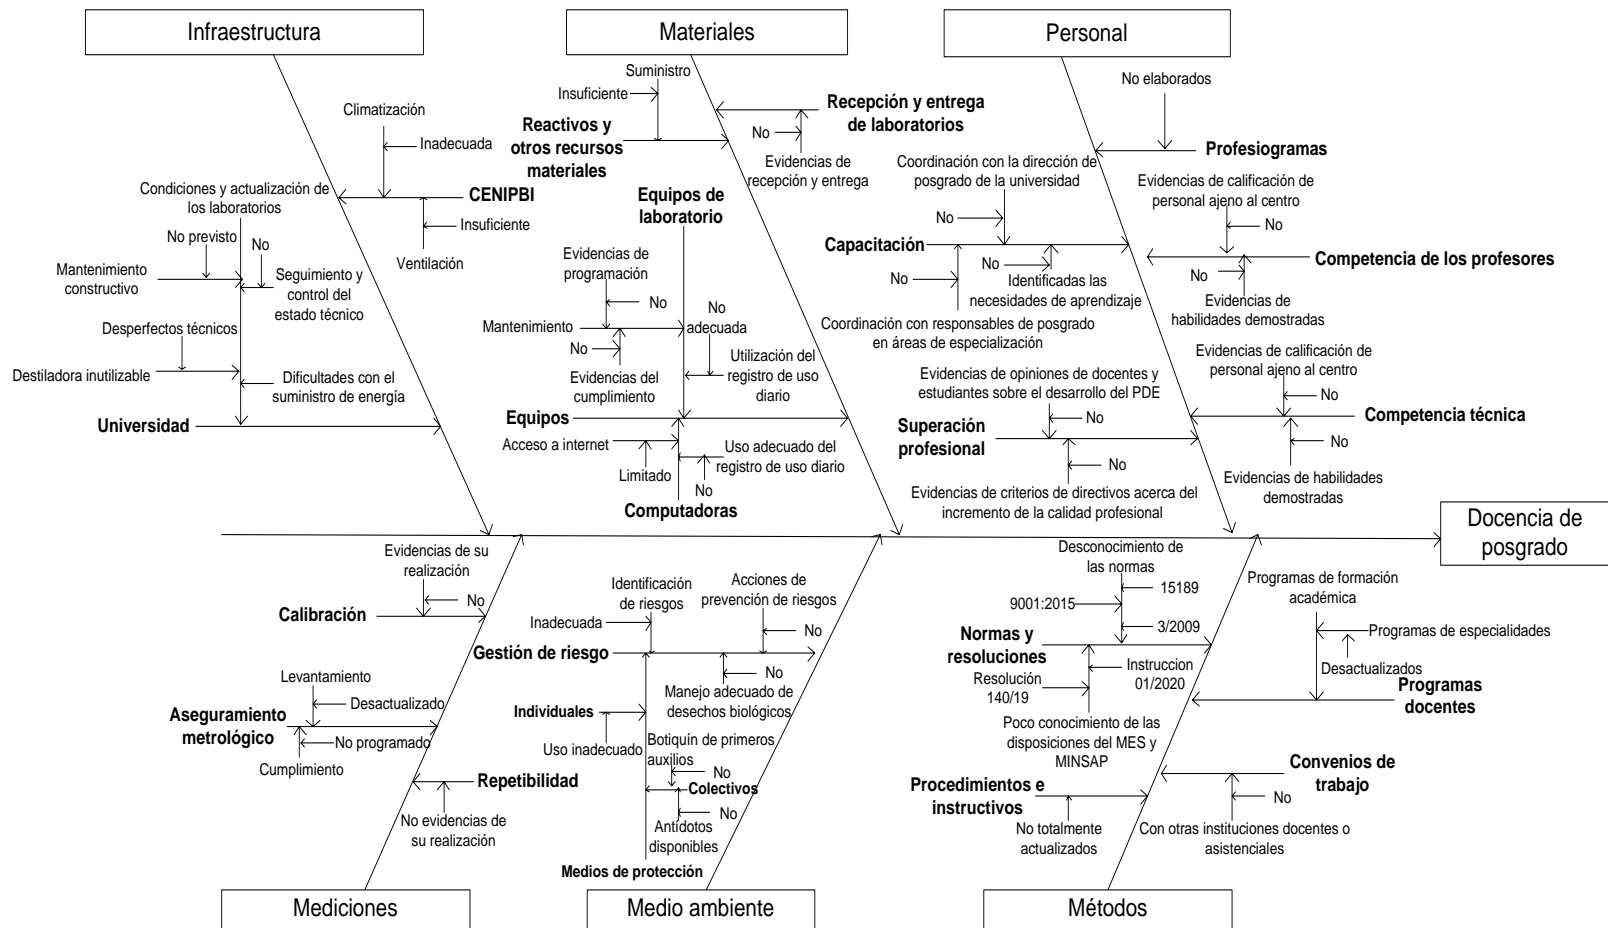 Infraestructura
Materiales
Personal
Climatización
Inadecuada
Condiciones y actualización de
los laboratorios
CENIPBI
No previsto
No
Insuficiente
Ventilación
Mantenimiento
constructivo
Seguimiento y
control del
estado técnico
Desperfectos técnicos
Destiladora inutilizable
Dificultades con el
suministro de energía
Universidad
Suministro
Insuficiente
Reactivos y
otros recursos
materiales
Recepción y entrega
de laboratorios
No
Evidencias de
recepción y entrega
Equipos de
laboratorio
Evidencias de
programación
No
Mantenimiento
No
Evidencias del
cumplimiento
No
adecuada
Utilización del
registro de uso
diario
Equipos
Acceso a internet
Limitado
Uso adecuado del
registro de uso diario
No
Computadoras
No elaborados
Profesiogramas
Coordinación con la dirección de
posgrado de la universidad
No
Capacitación
No
No
Identificadas las
necesidades de aprendizaje
Coordinación con responsables de posgrado
en áreas de especialización
Evidencias de calificación de
personal ajeno al centro
No
Competencia de los profesores
No
Evidencias de
habilidades demostradas
Evidencias de opiniones de docentes y
estudiantes sobre el desarrollo del PDE
No
Superación
profesional
No
Evidencias de criterios de directivos acerca del
incremento de la calidad profesional
Evidencias de calificación de
personal ajeno al centro
No
Competencia técnica
No
Evidencias de habilidades
demostradas
Docencia de
posgrado
Evidencias de su
realización
No
Calibración
Levantamiento
Desactualizado
Aseguramiento
metrológico
No programado
Cumplimiento
Repetibilidad
No evidencias de
su realización
Identificación
de riesgos
Inadecuada
Acciones de
prevención de riesgos
No
Gestión de riesgo
No
Manejo adecuado de
desechos biológicos
Individuales
Uso inadecuado
Botiquín de primeros
auxilios
No
Colectivos
No
Antídotos
disponibles
Medios de protección
Desconocimiento de
las normas
15189
9001:2015
3/2009
Normas y
resoluciones
Resolución
140/19
Instruccion
01/2020
Poco conocimiento de las
disposiciones del MES y
MINSAP
Programas de formación
académica
Programas de especialidades
Desactualizados
Programas
docentes
Procedimientos e
instructivos
No totalmente
actualizados
Convenios de
trabajo
No
Con otras instituciones docentes o
asistenciales
Mediciones
Medio ambiente
Métodos